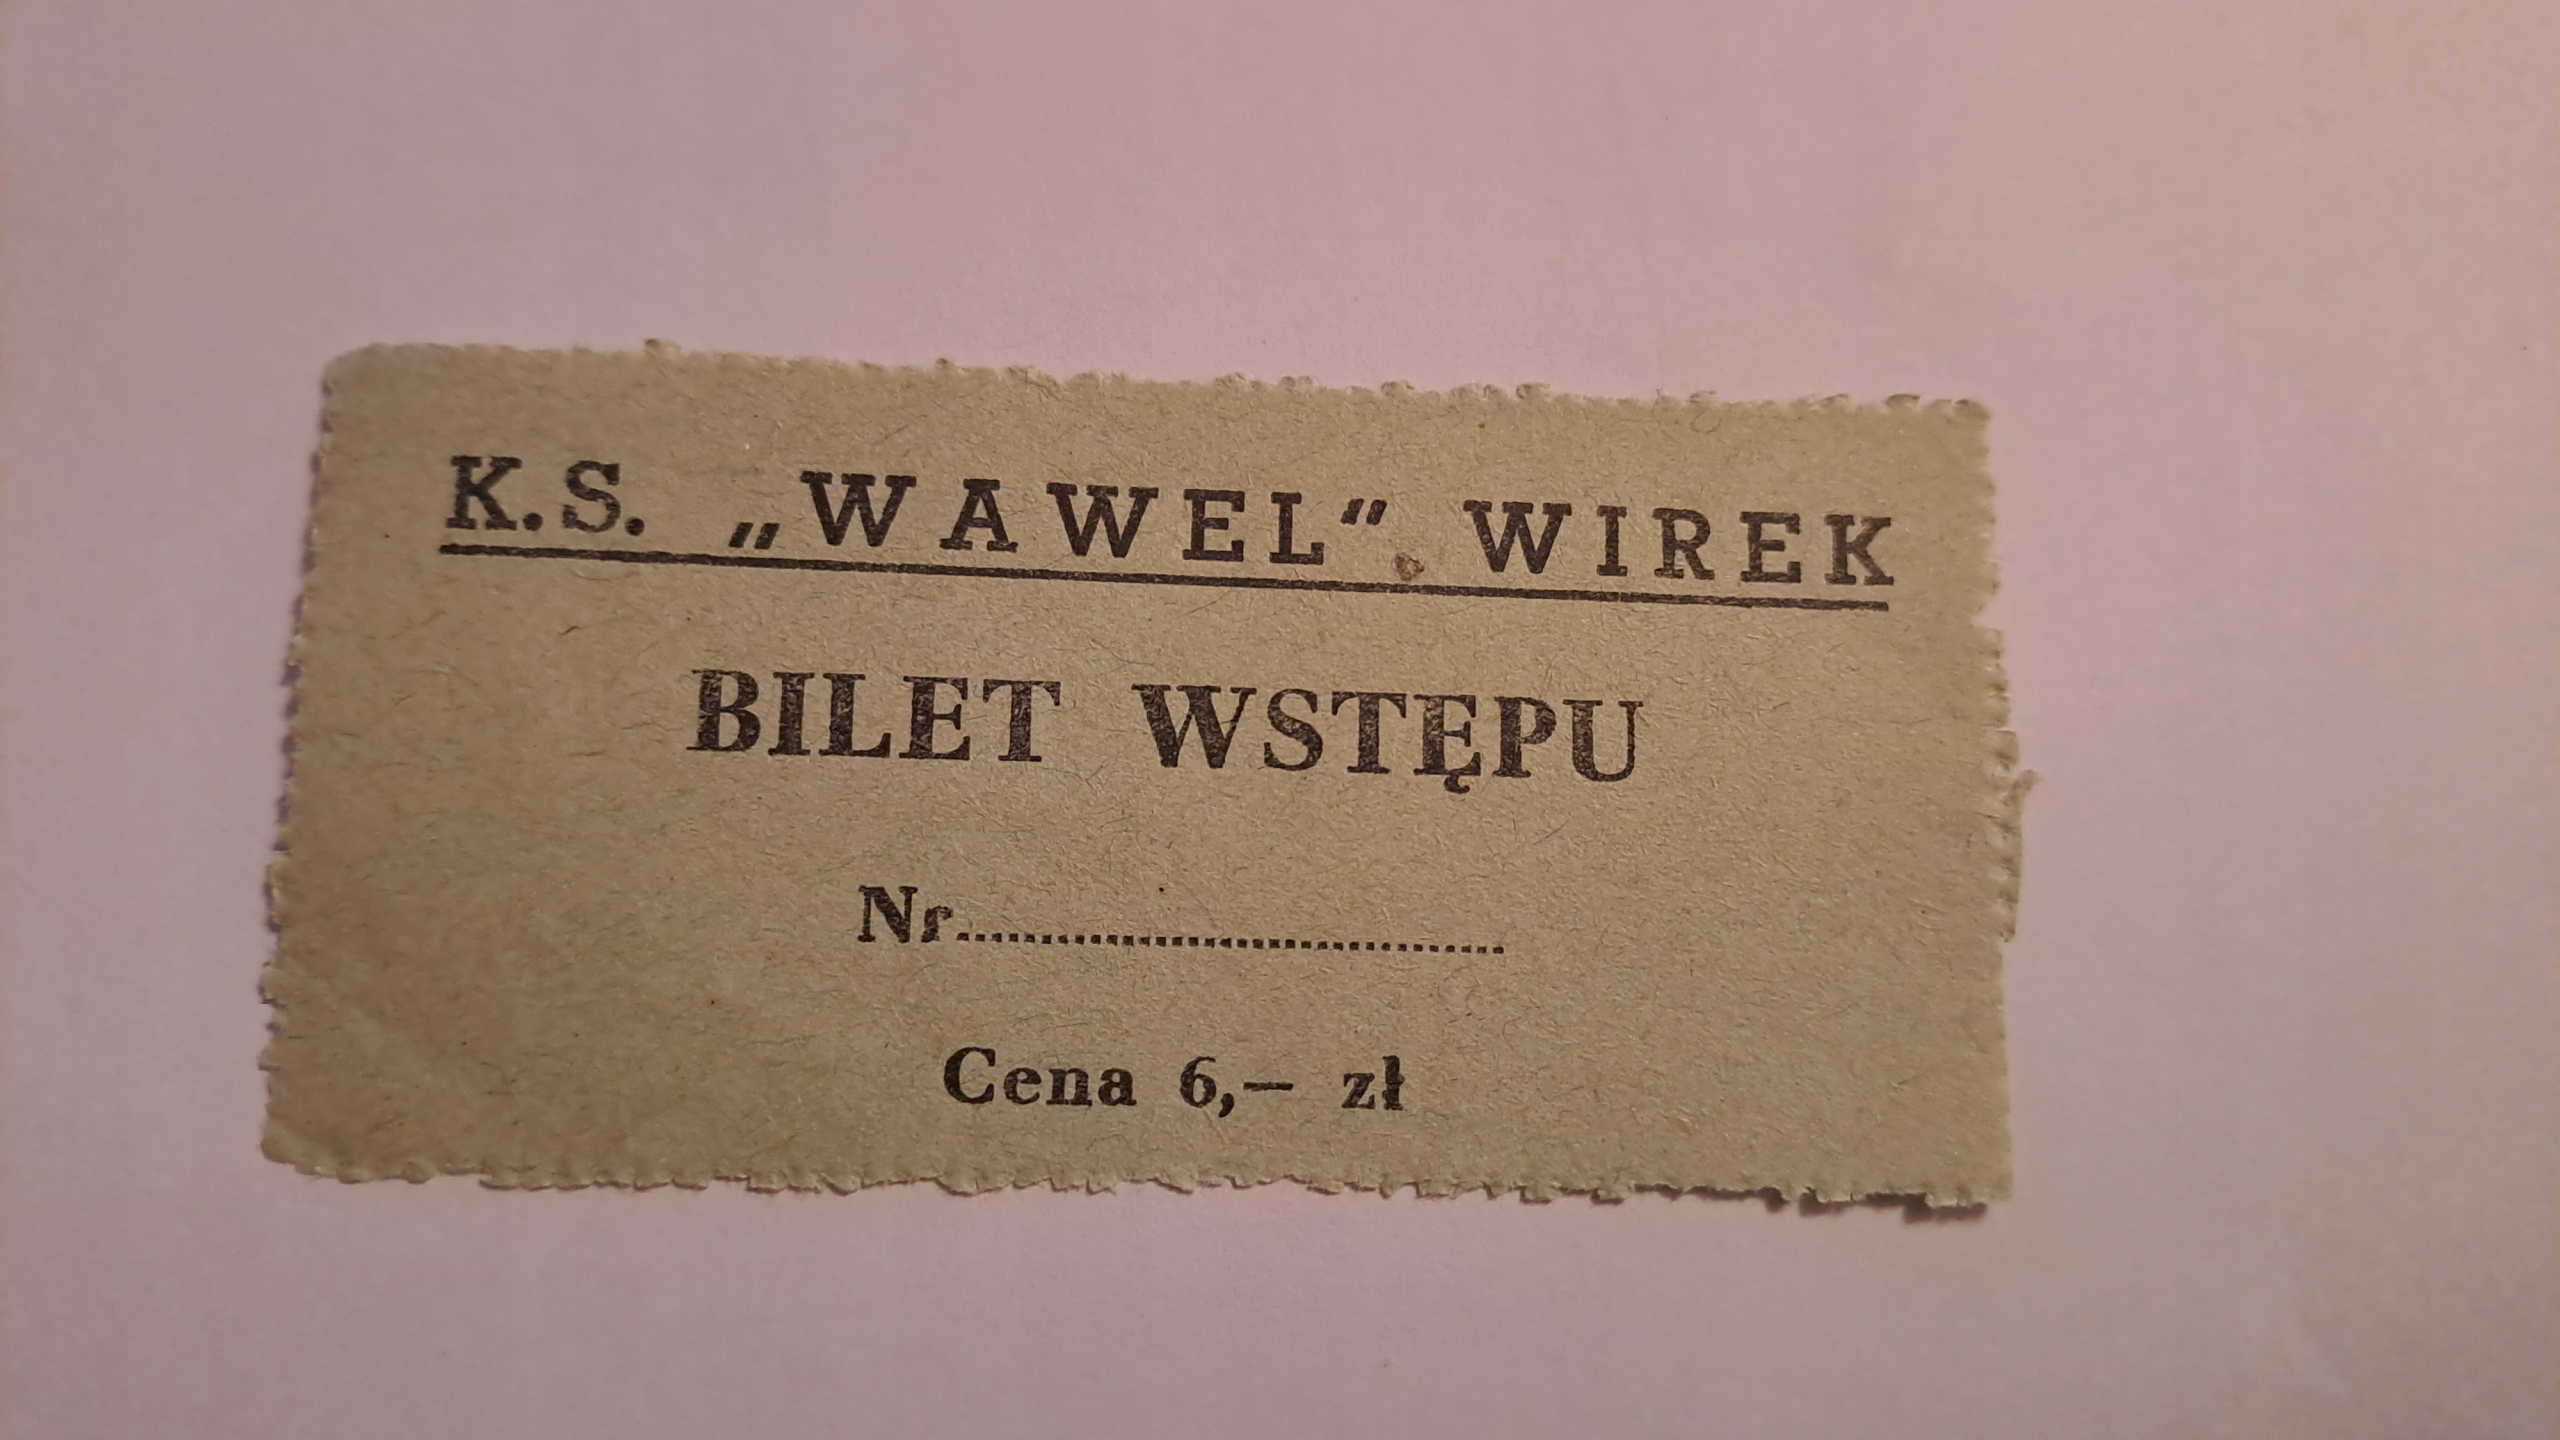 K.S. „WAWEL” WIREK
BILET WSTĘPU
Nr..........................................
Cena 6,— zł